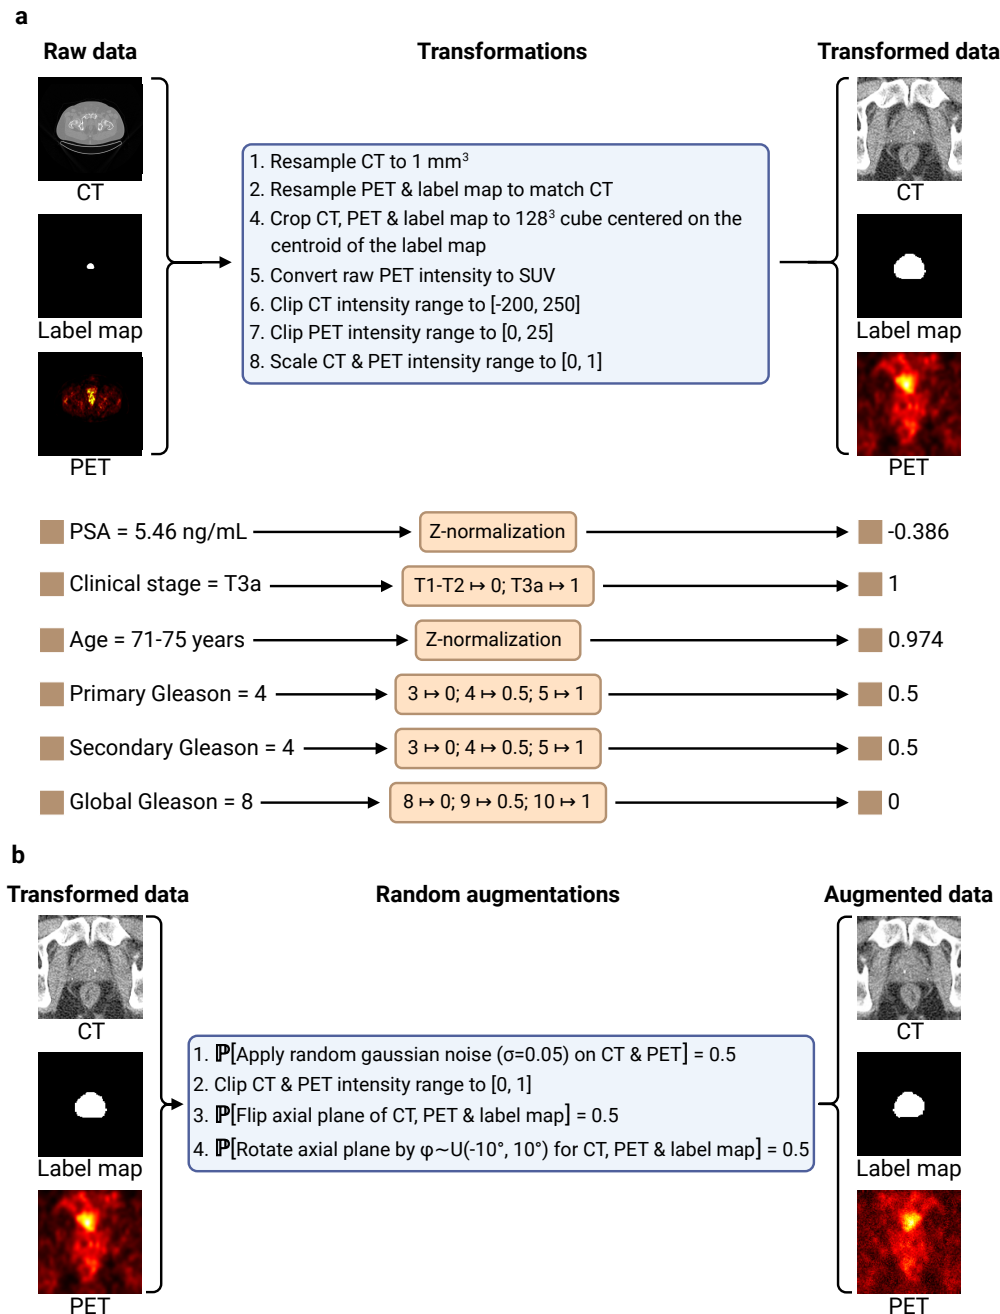 a
Raw data
Transformations
Transformed data
CT
Label map
PET
1. Resample CT to 1 mm³
2. Resample PET & label map to match CT
4. Crop CT, PET & label map to 128³ cube centered on the
centroid of the label map
5. Convert raw PET intensity to SUV
6. Clip CT intensity range to [-200, 250]
7. Clip PET intensity range to [0, 25]
8. Scale CT & PET intensity range to [0, 1]
CT
Label map
PET
PSA = 5.46 ng/mL
Z-normalization
-0.386
Clinical stage = T3a
T1-T2 ↦ 0; T3a ↦ 1
1
Age = 71-75 years
Z-normalization
0.974
Primary Gleason = 4
3 ↦ 0; 4 ↦ 0.5; 5 ↦ 1
0.5
Secondary Gleason = 4
3 ↦ 0; 4 ↦ 0.5; 5 ↦ 1
0.5
Global Gleason = 8
8 ↦ 0; 9 ↦ 0.5; 10 ↦ 1
0
b
Transformed data
Random augmentations
Augmented data
CT
Label map
PET
1. ℙ[Apply random gaussian noise (σ=0.05) on CT & PET] = 0.5
2. Clip CT & PET intensity range to [0, 1]
3. ℙ[Flip axial plane of CT, PET & label map] = 0.5
4. ℙ[Rotate axial plane by φ~U(-10°, 10°) for CT, PET & label map] = 0.5
CT
Label map
PET